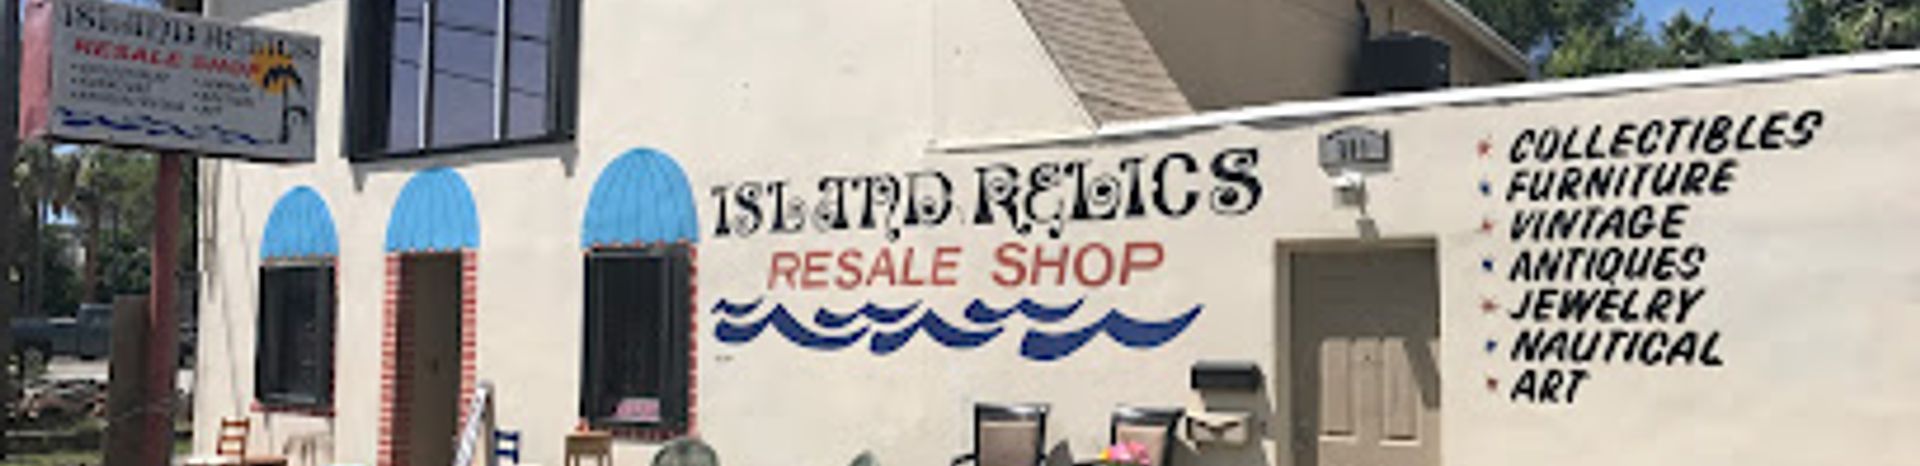 ISLAND RELICS
RESALE SHOP
ISLAND RELICS
RESALE SHOP
COLLECTIBLES
FURNITURE
VINTAGE
ANTIQUES
JEWELRY
NAUTICAL
ART